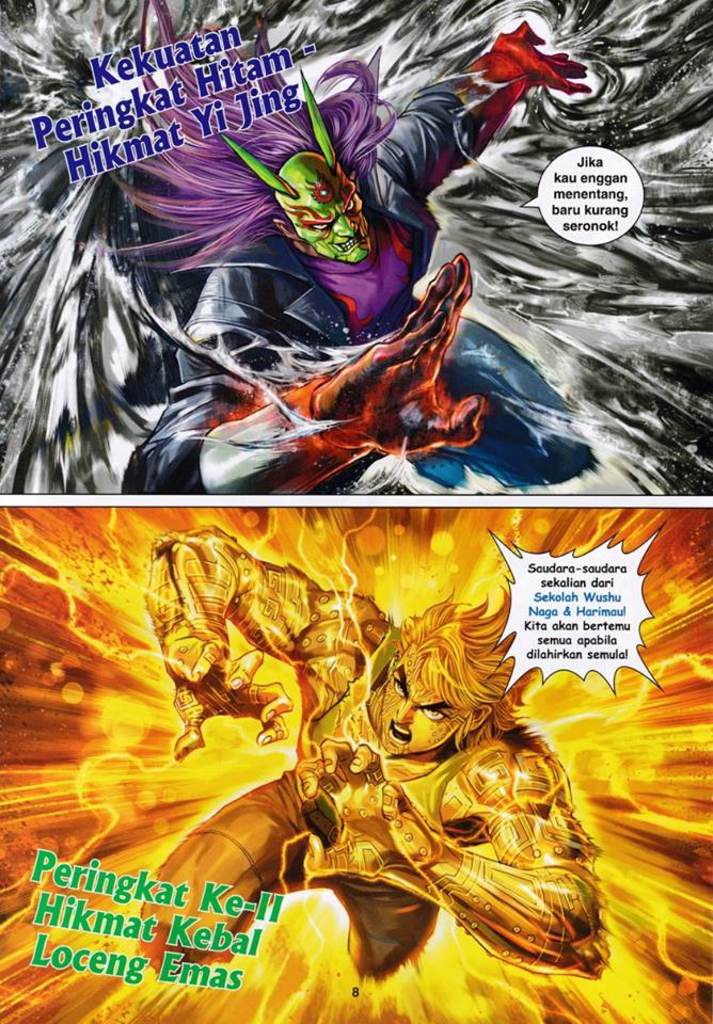 Kekuatan
Peringkat Hitam -
Hikmat Yi Jing
Jika
kau enggan
menentang,
baru kurang
seronok!
Saudara-saudara
sekalian dari
Sekolah Wushu
Naga & Harimau!
Kita akan bertemu
semua apabila
dilahirkan semula!
Peringkat Ke-11
Hikmat Kebal
Loceng Emas
8